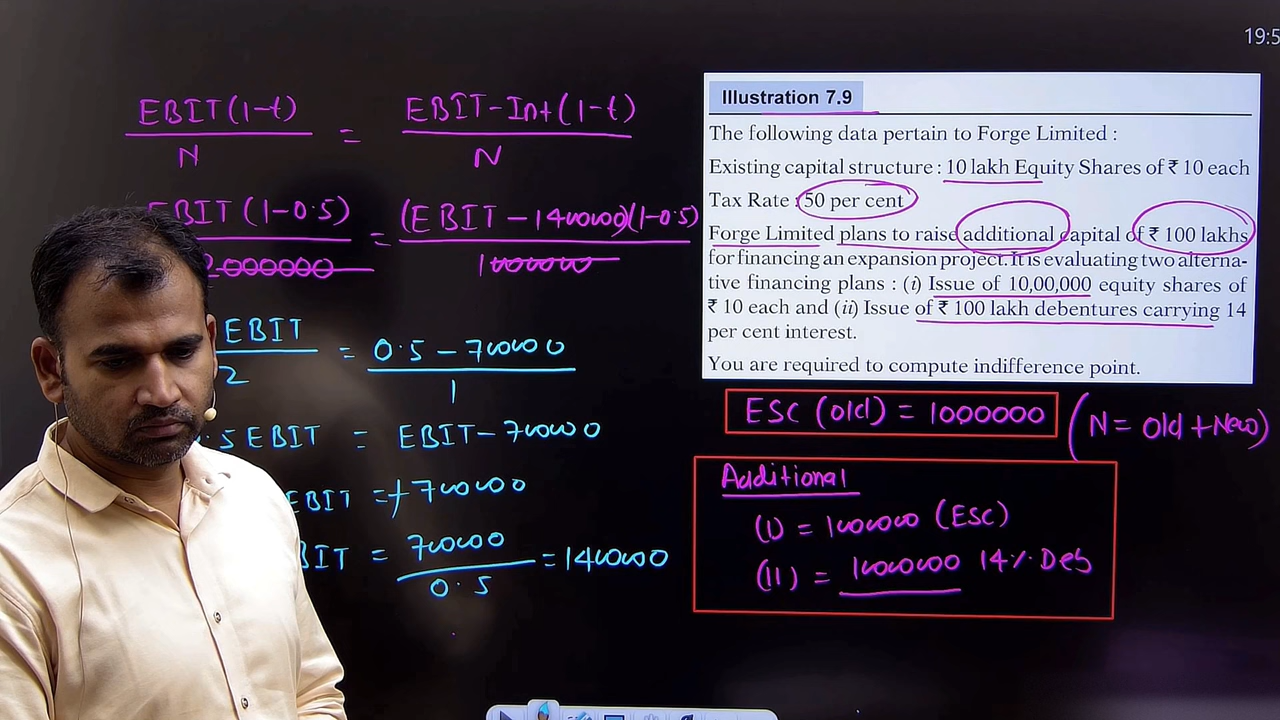 19:5
EBIT(1-t) = EBIT-Int(1-t)
N N
EBIT (1-0.5) = (EBIT - 1400000)(1-0.5)
2000000 1000000
EBIT = 0.5 - 700000
2 1
.5 EBIT = EBIT-700000
EBIT = +700000
BIT = 700000 = 1400000
0.5
Illustration 7.9
The following data pertain to Forge Limited :
Existing capital structure : 10 lakh Equity Shares of ₹ 10 each
Tax Rate : 50 per cent
Forge Limited plans to raise additional capital of ₹ 100 lakhs
for financing an expansion project. It is evaluating two alterna-
tive financing plans : (i) Issue of 10,00,000 equity shares of
₹ 10 each and (ii) Issue of ₹ 100 lakh debentures carrying 14
per cent interest.
You are required to compute indifference point.
ESC (old) = 1000000 (N = Old + New)
Additional
(I) = 1000000 (ESC)
(II) = 10000000 14% Deb